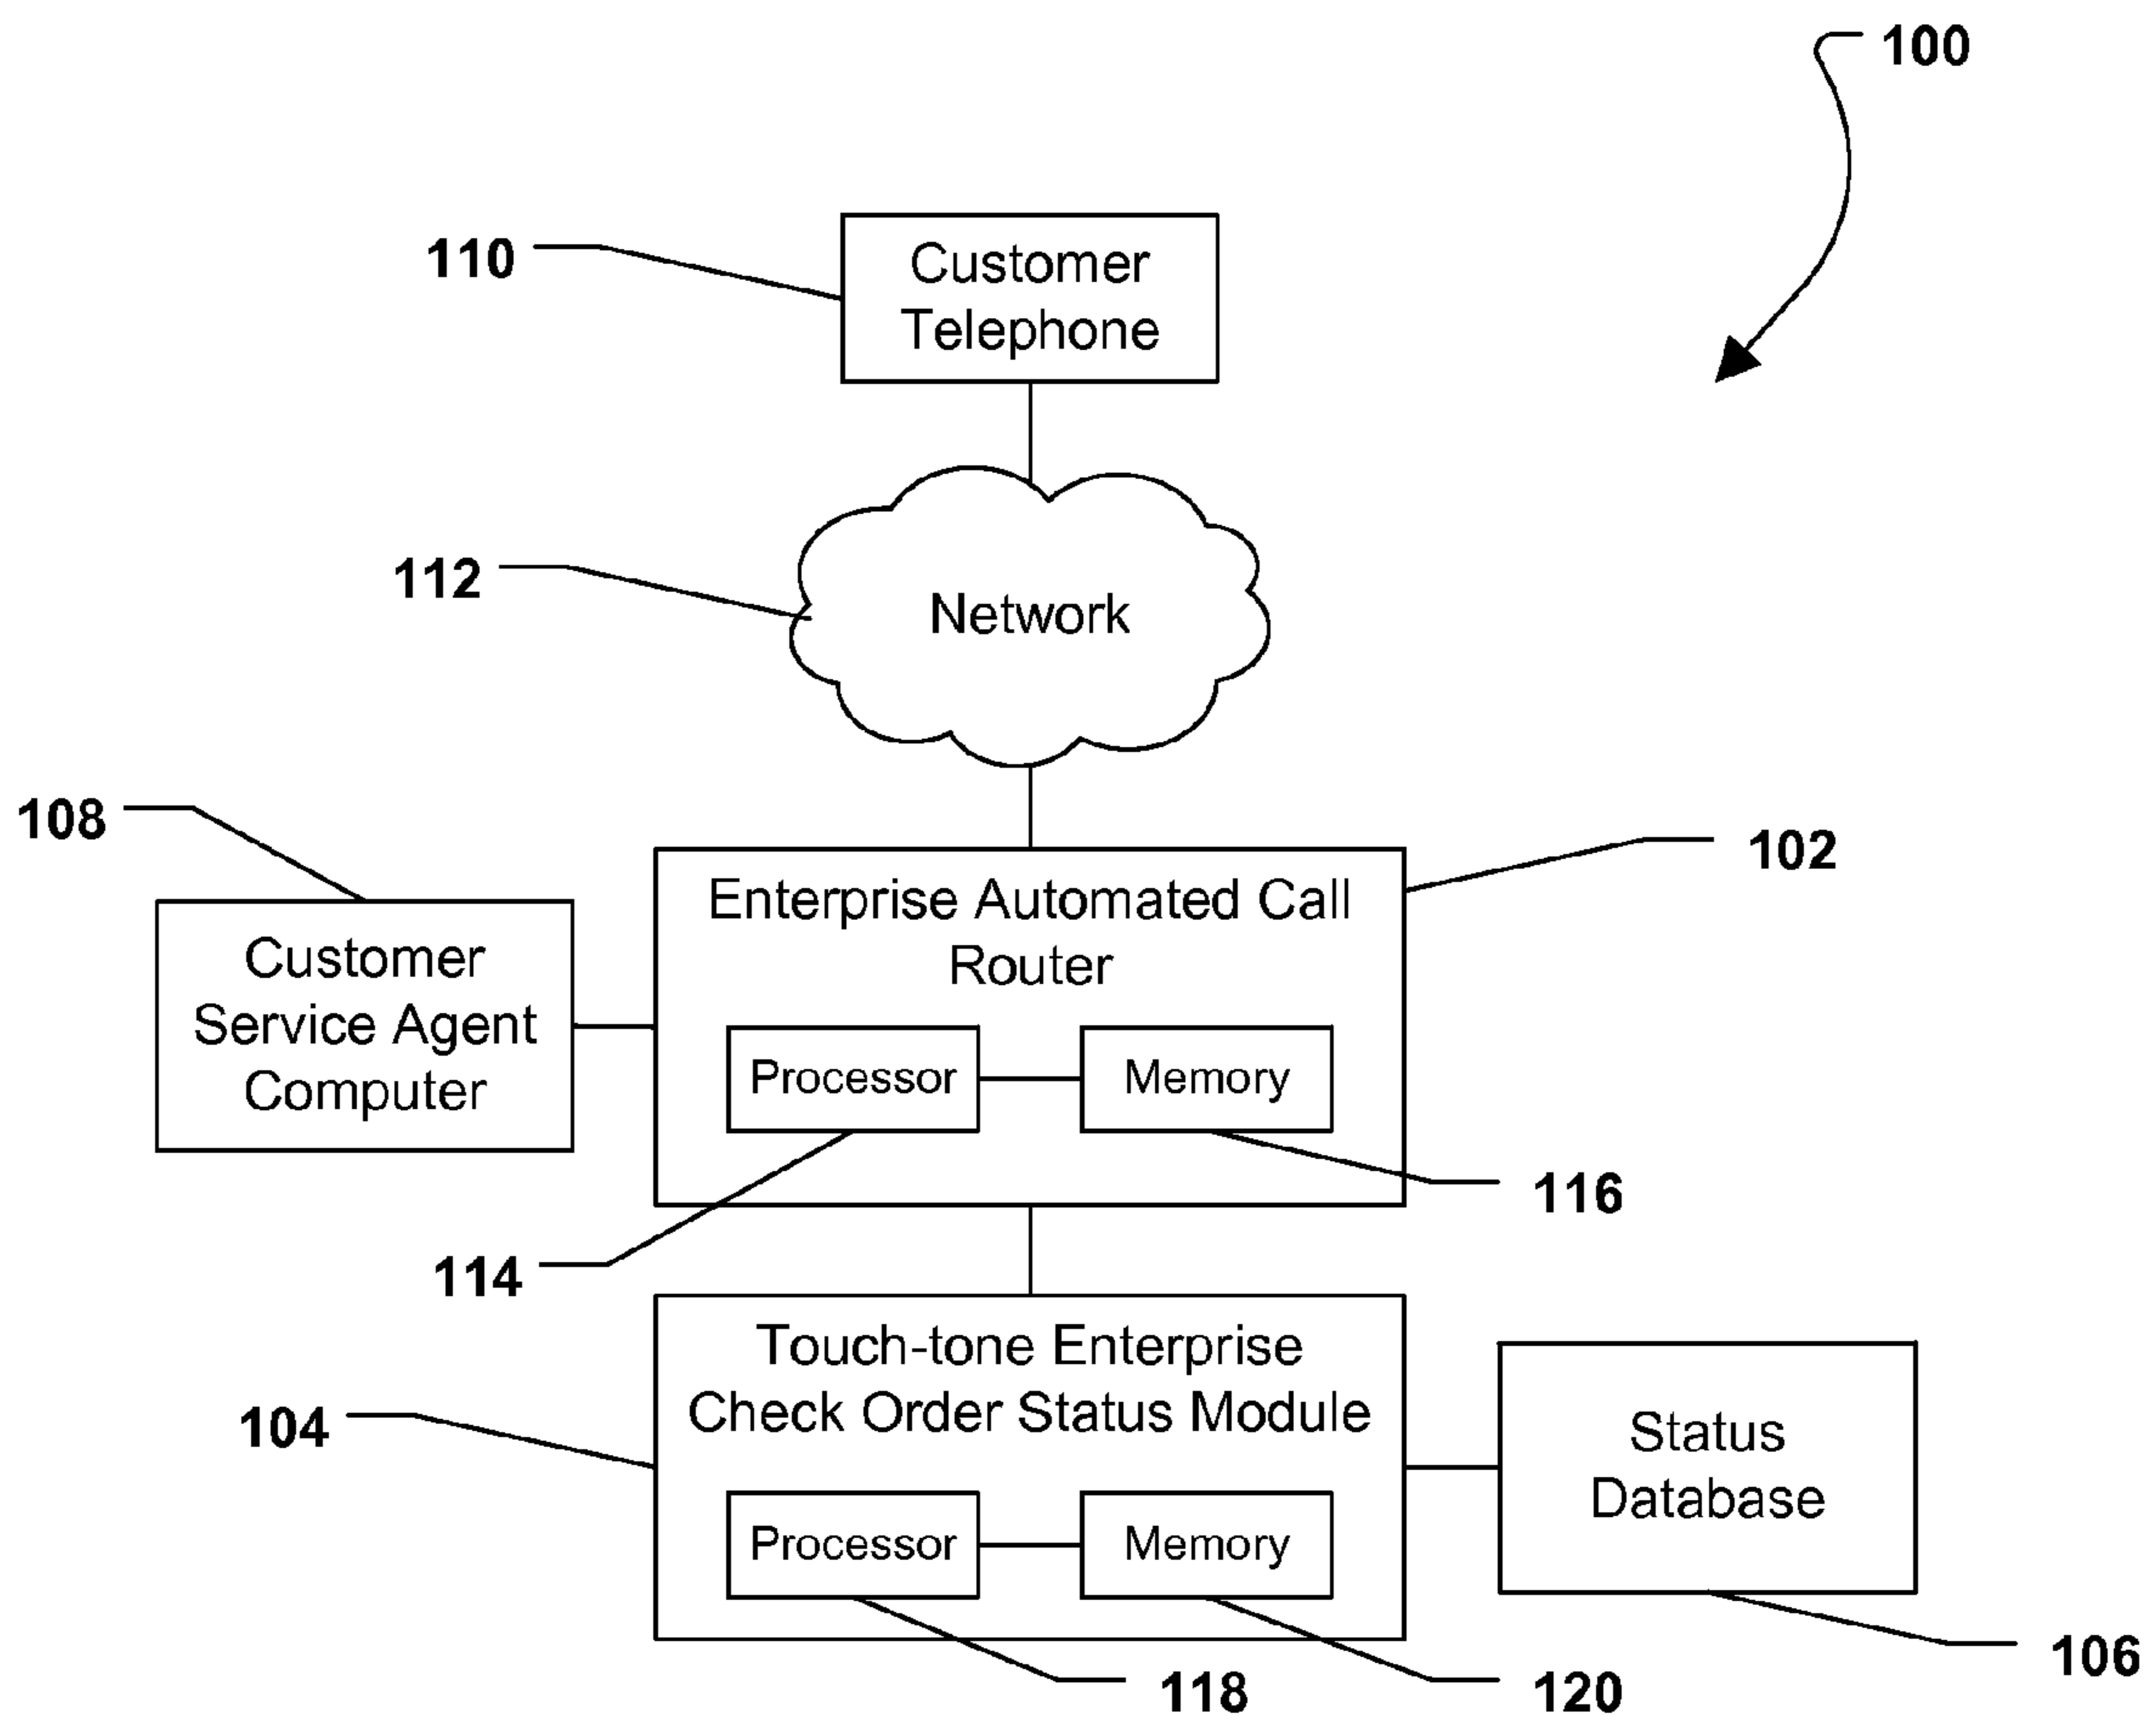 100
110
Customer
Telephone
112
Network
108
102
Enterprise Automated Call
Router
Customer
Service Agent
Computer
Processor
Memory
116
114
Touch-tone Enterprise
Check Order Status Module
104
Status
Database
Processor
Memory
106
118
120